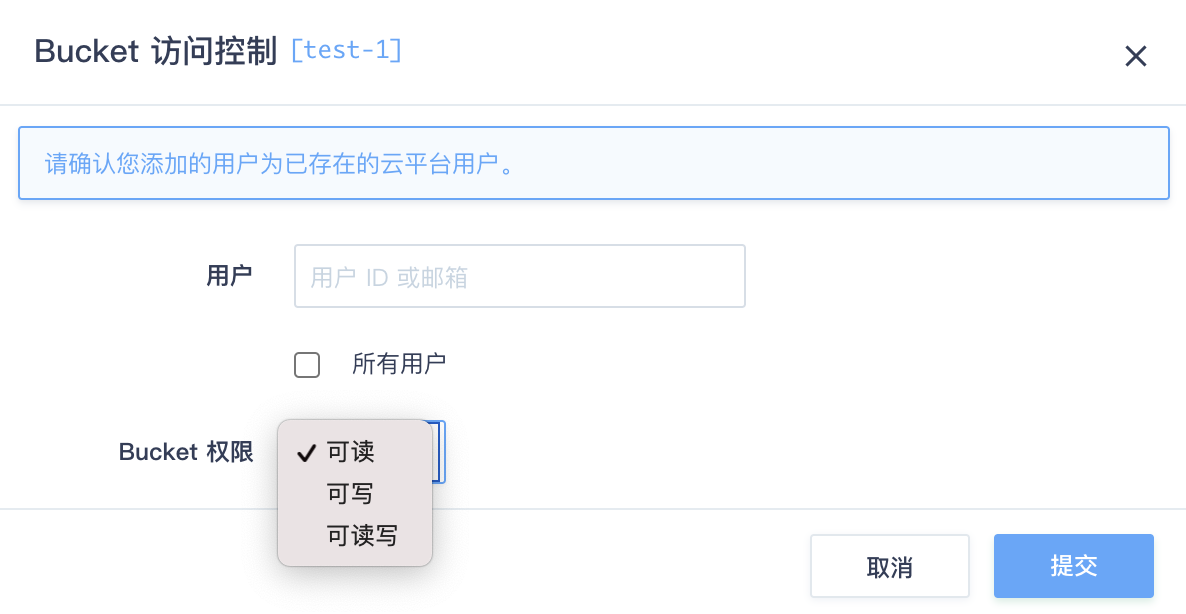 Bucket 访问控制 [test-1]
请确认您添加的用户为已存在的云平台用户。
用户
用户 ID 或邮箱
所有用户
Bucket 权限
可读
可写
可读写
取消
提交